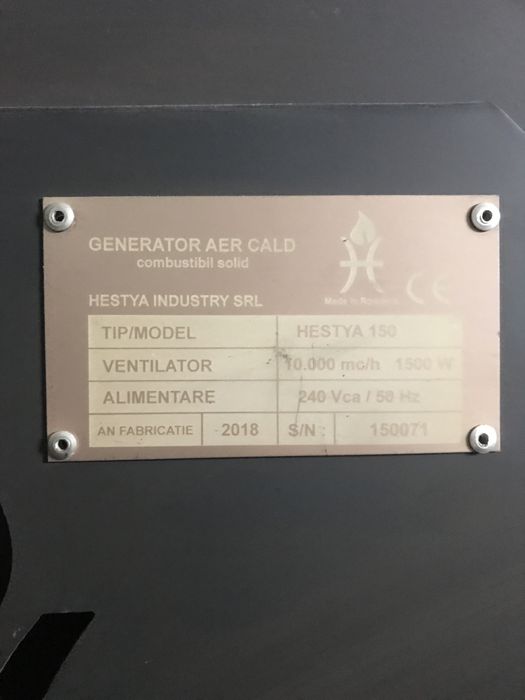 GENERATOR AER CALD
combustibil solid
HESTYA INDUSTRY SRL
Made in Romania CE
TIP/MODEL HESTYA 150
VENTILATOR 10.000 mc/h 1500 W
ALIMENTARE 240 Vca / 50 Hz
AN FABRICATIE 2018 S/N : 150071